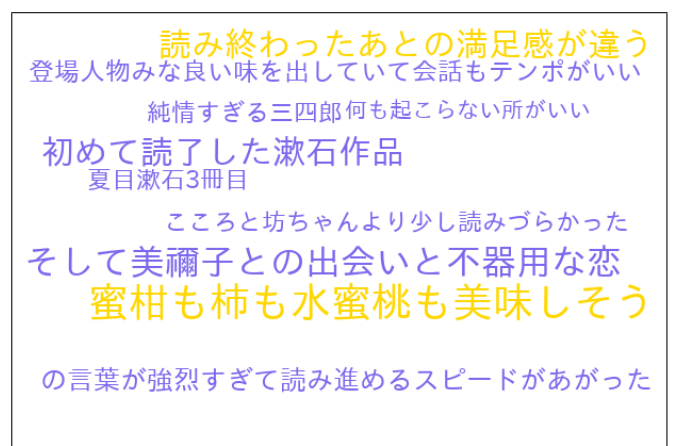 読み終わったあとの満足感が違う
登場人物みな良い味を出していて会話もテンポがいい
純情すぎる三四郎 何も起こらない所がいい
初めて読了した漱石作品
夏目漱石3冊目
こころと坊ちゃんより少し読みづらかった
そして美禰子との出会いと不器用な恋
蜜柑も柿も水蜜桃も美味しそう
の言葉が強烈すぎて読み進めるスピードがあがった